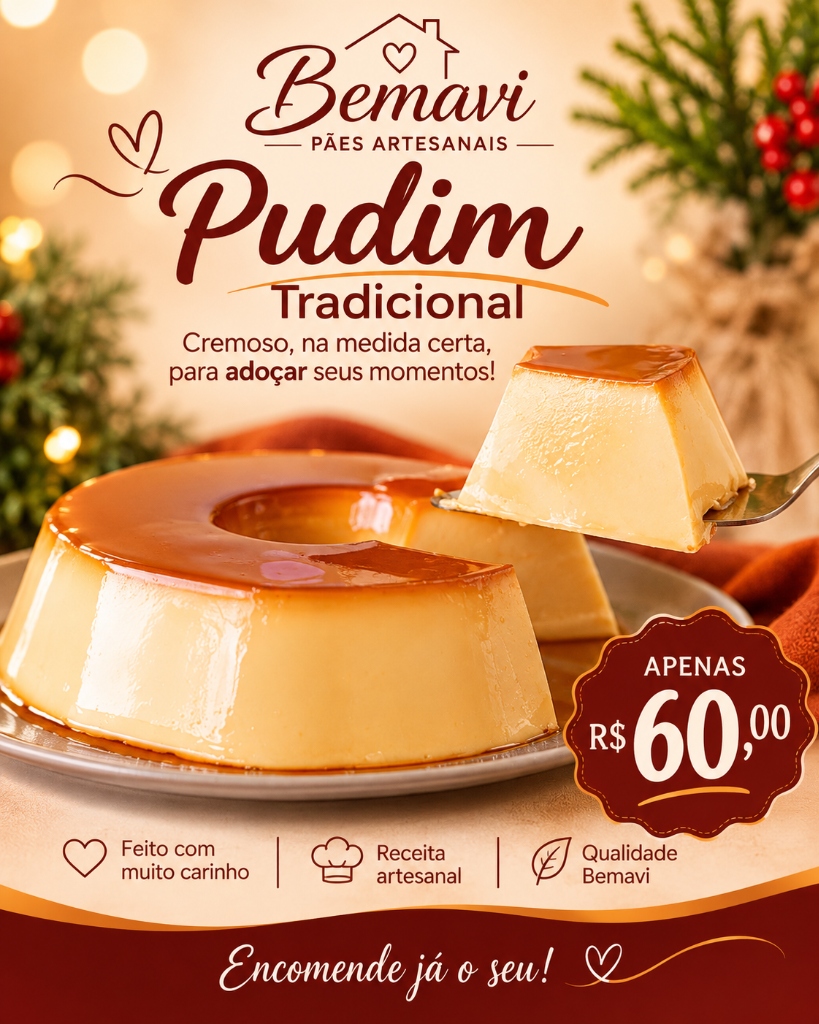 Bemavi
PÃES ARTESANAIS
Pudim
Tradicional
Cremoso, na medida certa,
para adoçar seus momentos!
APENAS
R$ 60,00
Feito com
muito carinho
Receita
artesanal
Qualidade
Bemavi
Encomende já o seu!